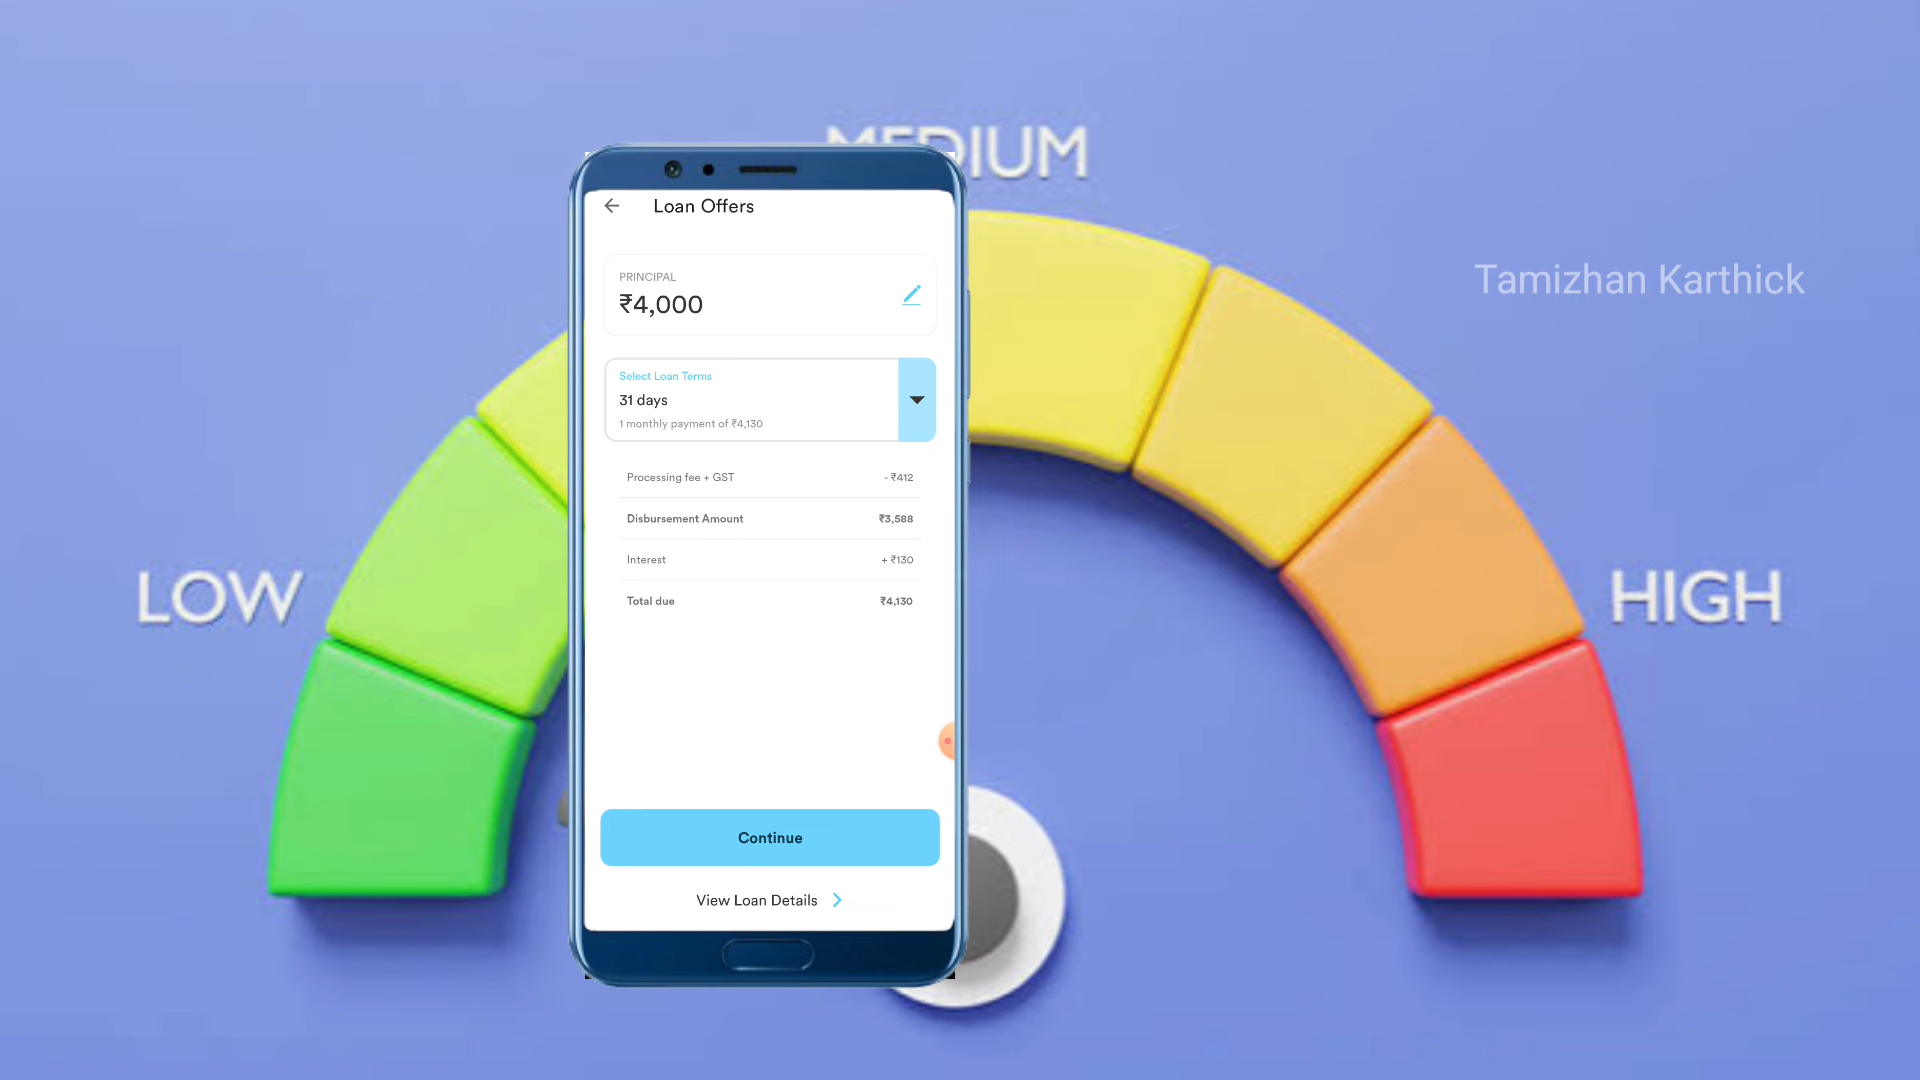 MEDIUM
Loan Offers
Tamizhan Karthick
PRINCIPAL
₹4,000
Select Loan Terms
31 days
1 monthly payment of ₹4,130
Processing fee + GST - ₹412
Disbursement Amount ₹3,588
LOW
Interest + ₹130
HIGH
Total due ₹4,130
Continue
View Loan Details